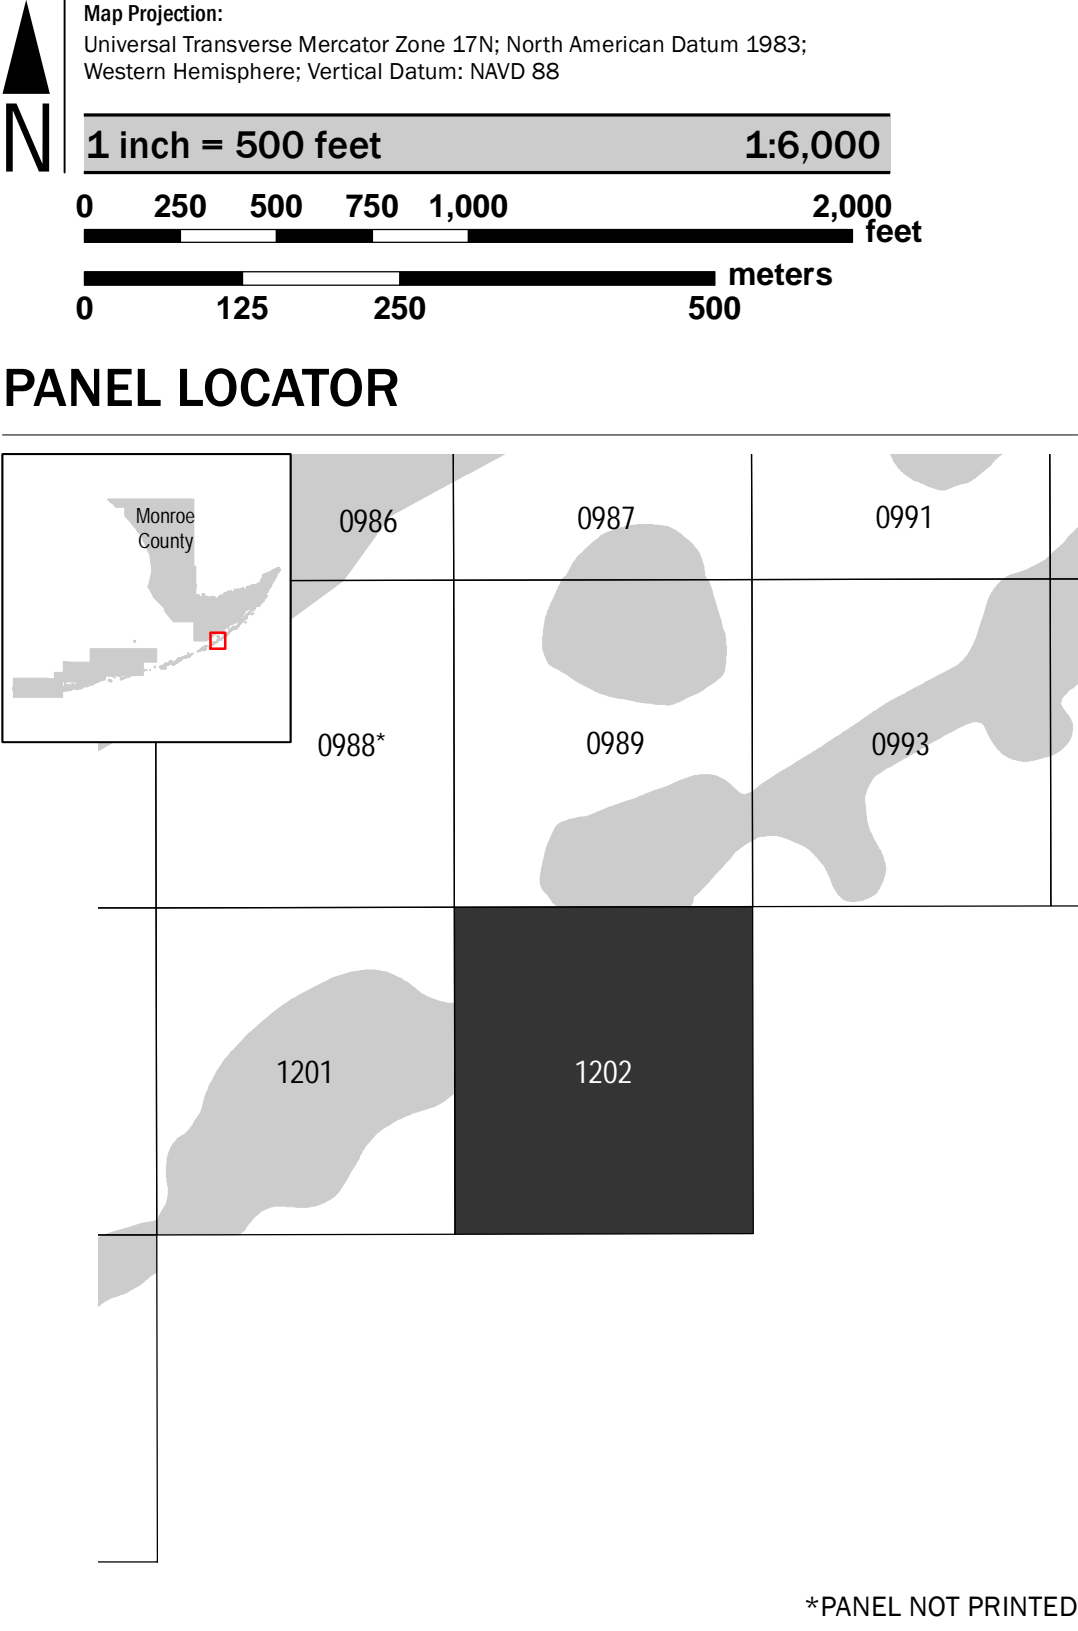 N
Map Projection:
Universal Transverse Mercator Zone 17N; North American Datum 1983;
Western Hemisphere; Vertical Datum: NAVD 88
1 inch = 500 feet 1:6,000
0 250 500 750 1,000 2,000
feet
meters
0 125 250 500
PANEL LOCATOR
Monroe
County
0986 0987 0991
0988* 0989 0993
1201 1202
*PANEL NOT PRINTED